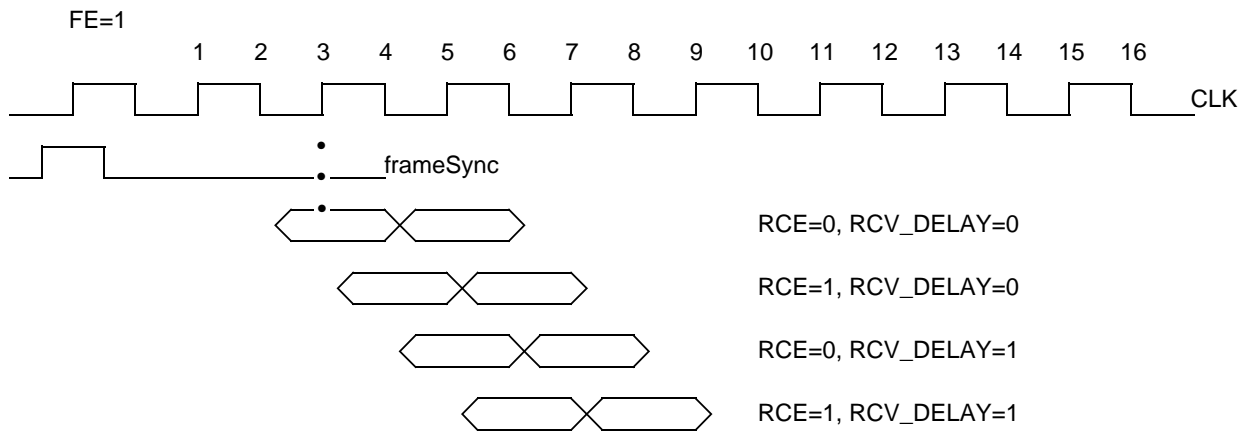 FE=1
1 2 3 4 5 6 7 8 9 10 11 12 13 14 15 16
CLK
frameSync
RCE=0, RCV_DELAY=0
RCE=1, RCV_DELAY=0
RCE=0, RCV_DELAY=1
RCE=1, RCV_DELAY=1